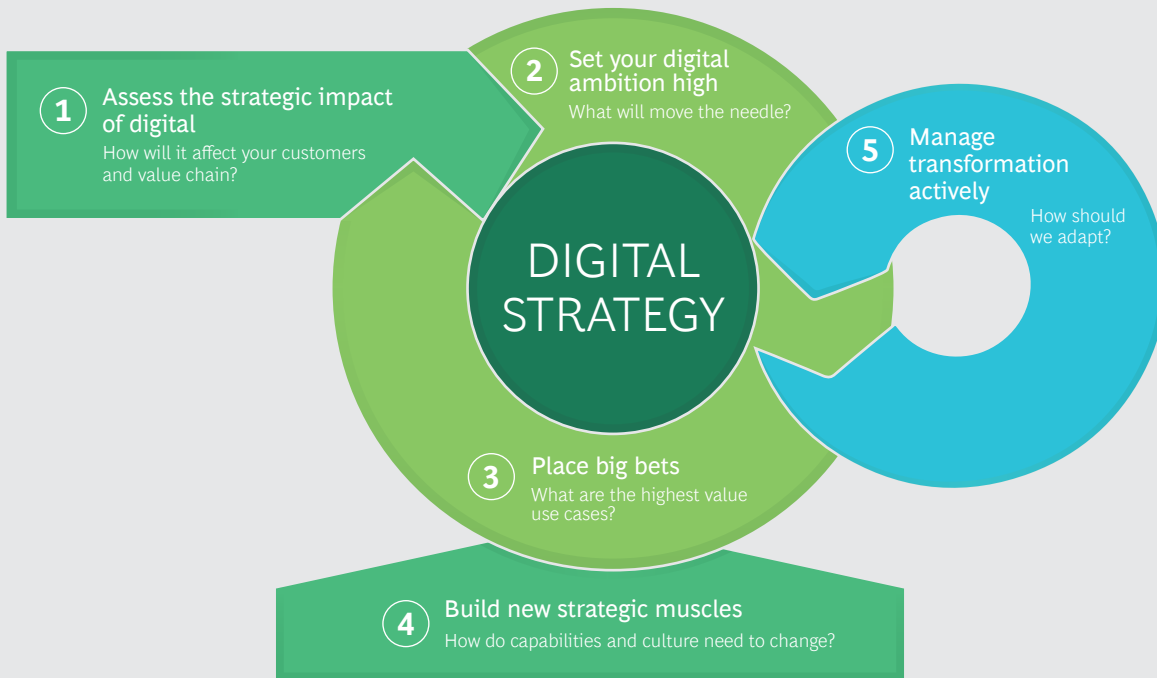 1
Assess the strategic impact
of digital
How will it affect your customers
and value chain?
2
Set your digital
ambition high
What will move the needle?
5
Manage
transformation
actively
How should
we adapt?
DIGITAL
STRATEGY
3
Place big bets
What are the highest value
use cases?
4
Build new strategic muscles
How do capabilities and culture need to change?